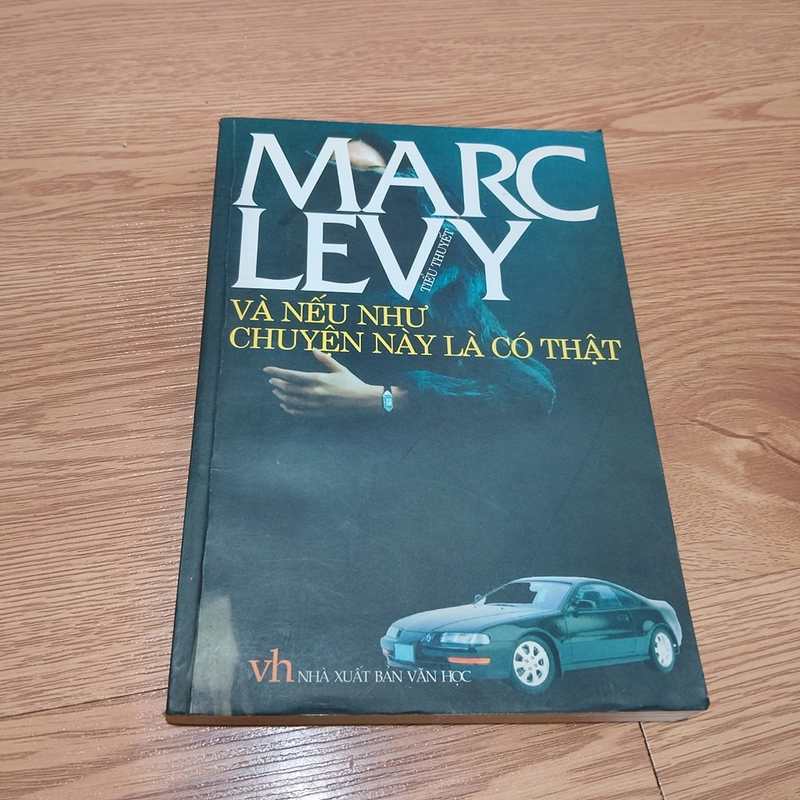 MARC
LEVY
TIỂU THUYẾT
VÀ NẾU NHƯ
CHUYỆN NÀY LÀ CÓ THẬT
vh NHÀ XUẤT BẢN VĂN HỌC